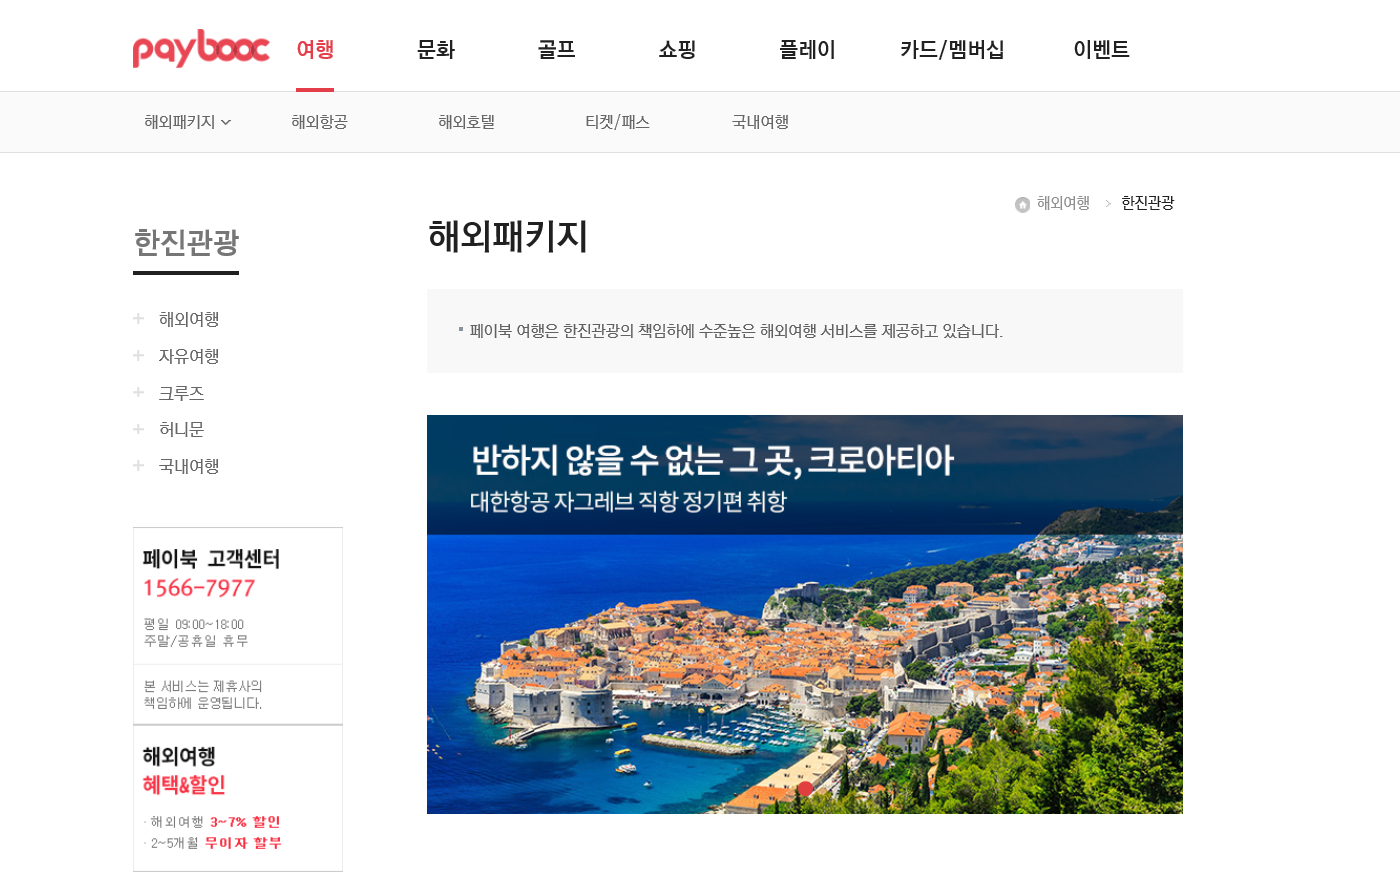 paybooc
여행
문화
골프
쇼핑
플레이
카드/멤버십
이벤트
해외패키지
해외항공
해외호텔
티켓/패스
국내여행
해외여행 > 한진관광
한진관광
해외여행
자유여행
크루즈
허니문
국내여행
페이북 고객센터
1566-7977
평일 09:00~18:00
주말/공휴일 휴무
본 서비스는 제휴사의
책임하에 운영됩니다.
해외여행
혜택&할인
· 해외여행 3~7% 할인
· 2~5개월 무이자 할부
해외패키지
페이북 여행은 한진관광의 책임하에 수준높은 해외여행 서비스를 제공하고 있습니다.
반하지 않을 수 없는 그 곳, 크로아티아
대한항공 자그레브 직항 정기편 취항